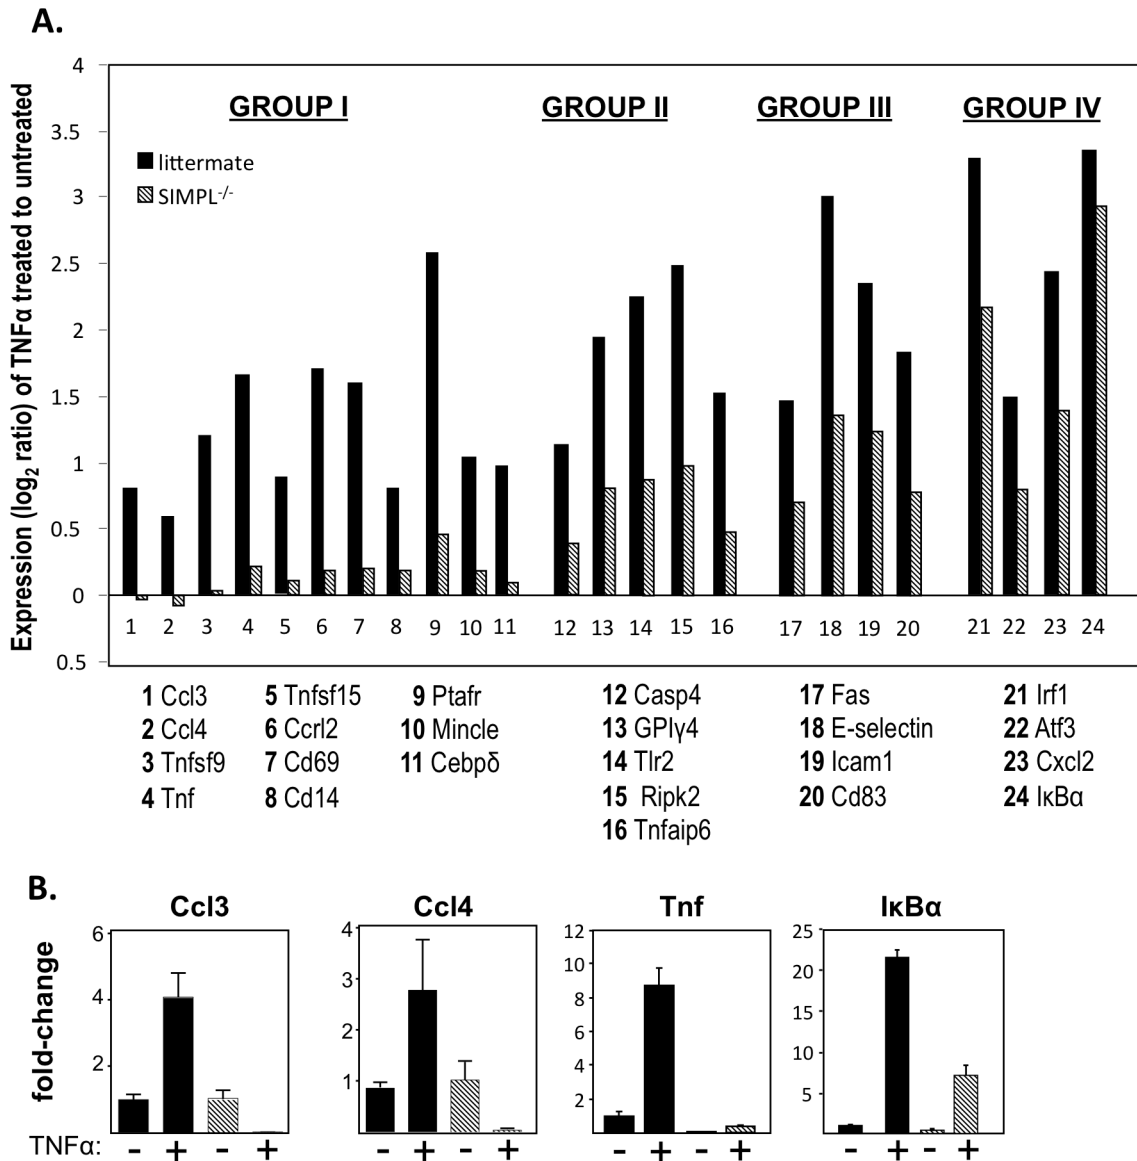 A.
Expression (log2 ratio) of TNFα treated to untreated
4
3.5
3
2.5
2
1.5
1
0.5
0
0.5
GROUP I GROUP II GROUP III GROUP IV
littermate
SIMPL-/-
1 2 3 4 5 6 7 8 9 10 11 12 13 14 15 16 17 18 19 20 21 22 23 24
1 Ccl3 5 Tnfsf15 9 Ptafr 12 Casp4 17 Fas 21 Irf1
2 Ccl4 6 Ccrl2 10 Mincle 13 GPIγ4 18 E-selectin 22 Atf3
3 Tnfsf9 7 Cd69 11 Cebpδ 14 Tlr2 19 Icam1 23 Cxcl2
4 Tnf 8 Cd14 15 Ripk2 20 Cd83 24 IκBα
16 Tnfaip6
B.
fold-change
Ccl3
6
4
2
Ccl4
4
3
2
1
Tnf
12
10
8
6
4
2
IκBα
25
20
15
10
5
0
TNFα: - + - + - + - + - + - + - + - +